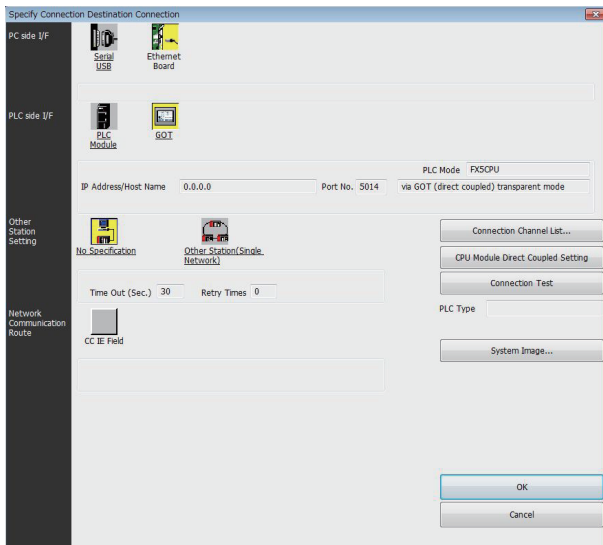 Specify Connection Destination Connection
PC side I/F
Serial
USB
Ethernet
Board
PLC side I/F
PLC
Module
GOT
PLC Mode FX5CPU
IP Address/Host Name 0.0.0.0 Port No. 5014 via GOT (direct coupled) transparent mode
Other
Station
Setting
No Specification
Other Station(Single
Network)
Connection Channel List...
CPU Module Direct Coupled Setting
Time Out (Sec.) 30 Retry Times 0
Connection Test
Network
Communication
Route
CC IE Field
PLC Type
System Image...
OK
Cancel